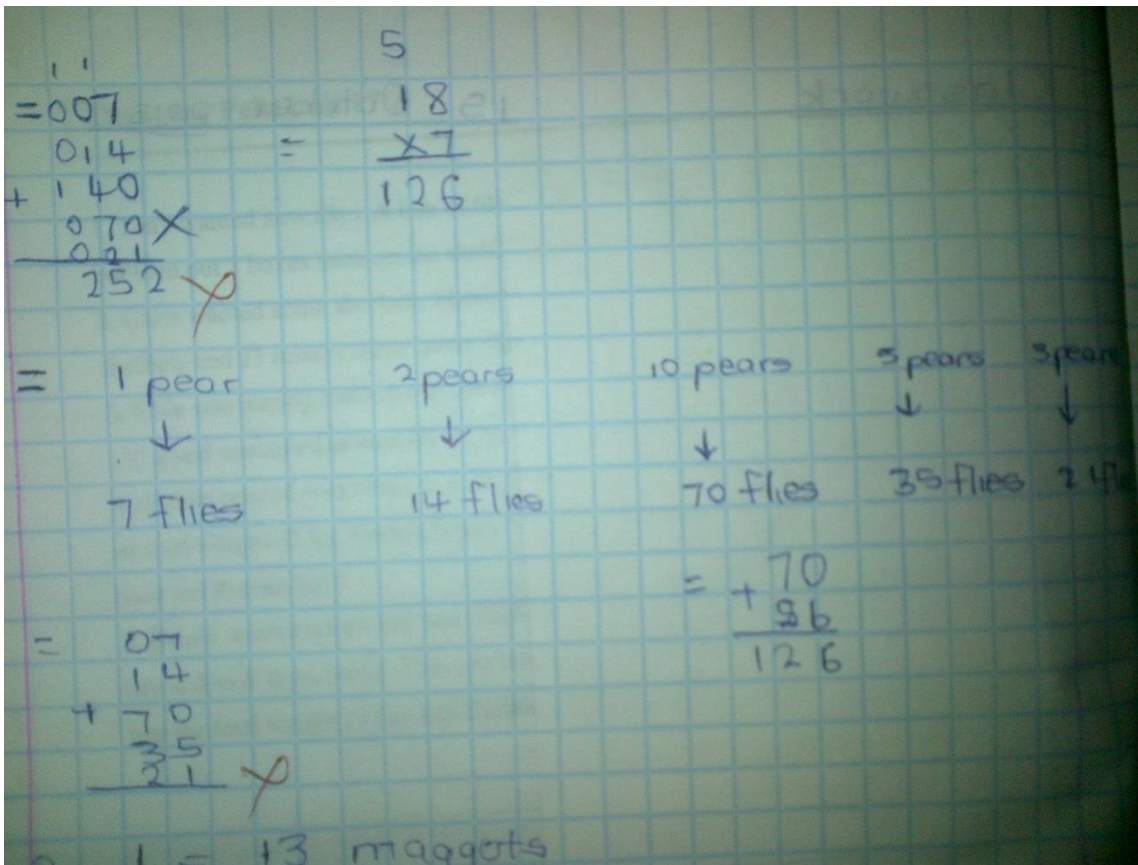 1 1
=007
014
+ 140
070 X
021
252
5
18
= X7
126
= 1 pear 2 pears 10 pears 5 pears 3 pears
↓ ↓ ↓ ↓ ↓
7 flies 14 flies 70 flies 35 flies
= 07
14
+ 70
35
21
= 70
+ 56
126
1 = 13 maggots